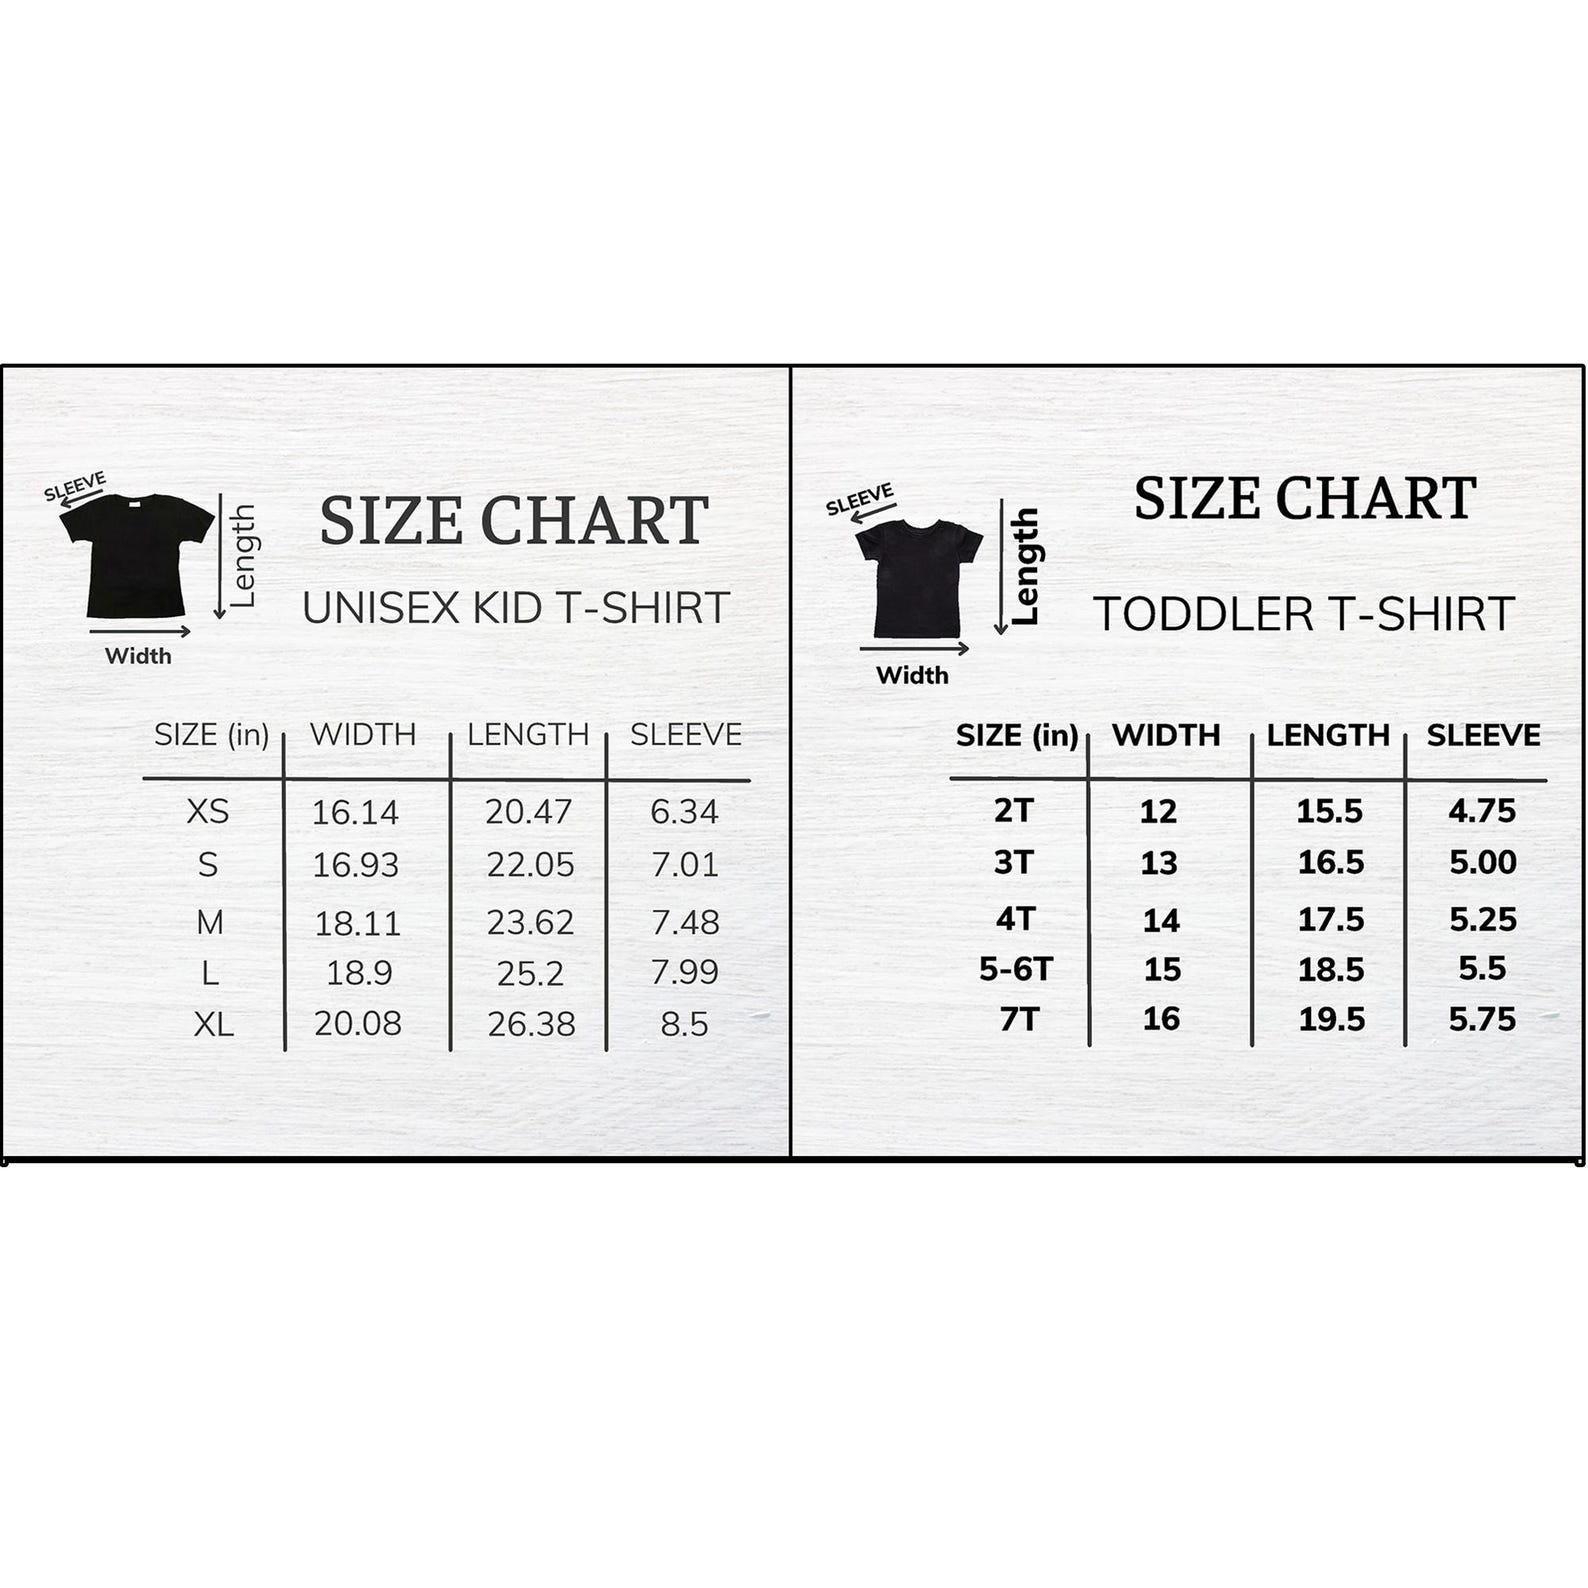 SLEEVE
Length
Width
SIZE CHART
UNISEX KID T-SHIRT
SIZE (in) WIDTH LENGTH SLEEVE
XS 16.14 20.47 6.34
S 16.93 22.05 7.01
M 18.11 23.62 7.48
L 18.9 25.2 7.99
XL 20.08 26.38 8.5
SLEEVE
Length
Width
SIZE CHART
TODDLER T-SHIRT
SIZE (in) WIDTH LENGTH SLEEVE
2T 12 15.5 4.75
3T 13 16.5 5.00
4T 14 17.5 5.25
5-6T 15 18.5 5.5
7T 16 19.5 5.75